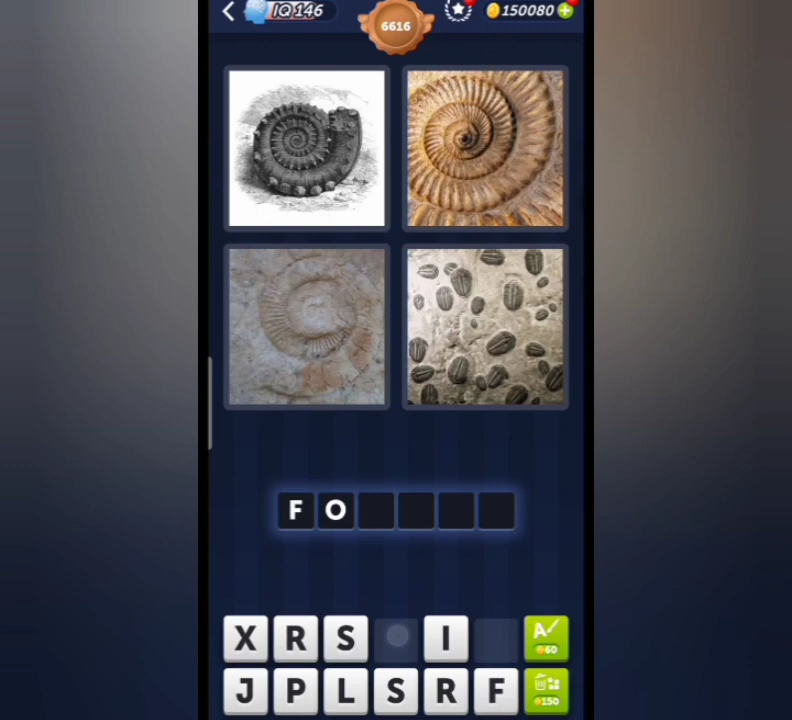 IQ 146
6616
150080 +
F O
X R S I A 60
J P L S R F 150